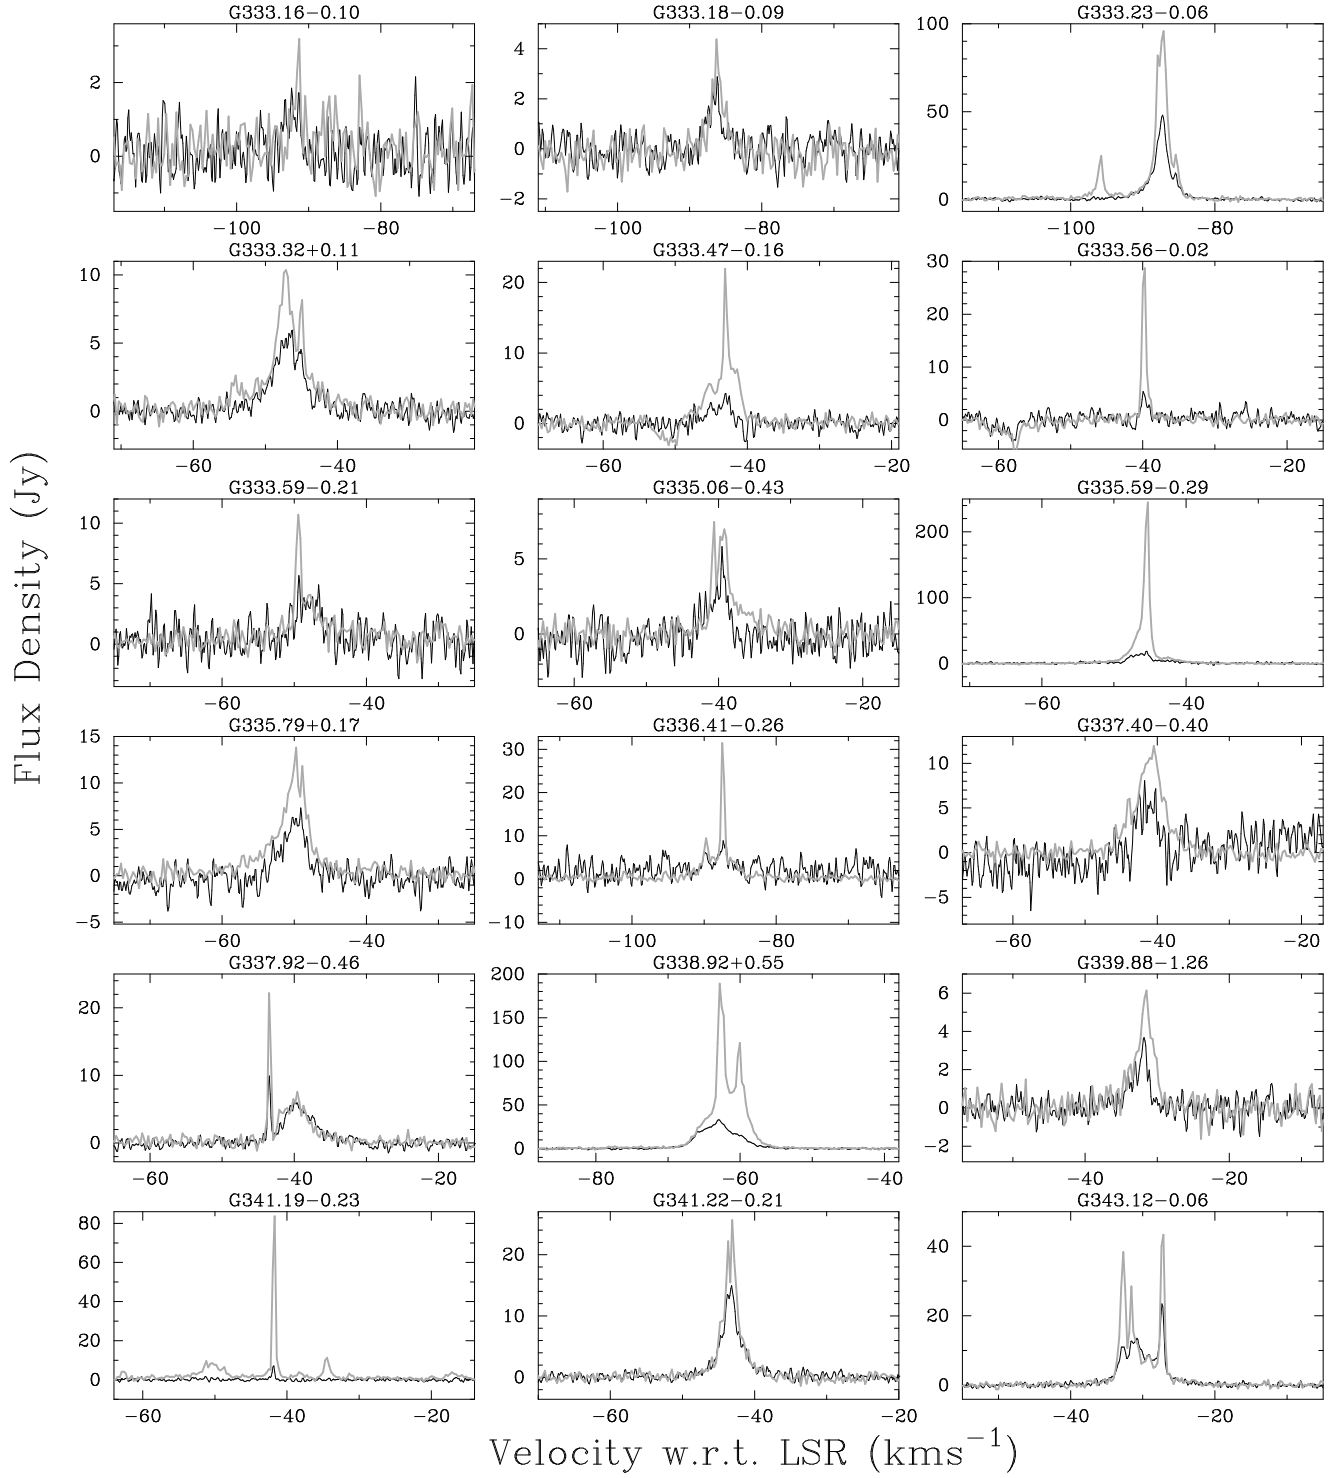 G333.16−0.10 G333.18−0.09 G333.23−0.06
2 4 100
1 2 50
0 0 0
−2
−100 −80 −100 −80 −100 −80
G333.32+0.11 G333.47−0.16 G333.56−0.02
10 20 30
5 10 20
0 0 10
0
−60 −40 −60 −40 −20 −60 −40 −20
G333.59−0.21 G335.06−0.43 G335.59−0.29
10 5 200
5 0 100
0 0
−60 −40 −60 −40 −20 −60 −40
G335.79+0.17 G336.41−0.26 G337.40−0.40
15 30 10
10 20 5
5 10 0
0 0 −5
−5 −10
−60 −40 −100 −80 −60 −40 −20
G337.92−0.46 G338.92+0.55 G339.88−1.26
20 200 6
10 150 4
0 100 2
50 0
0 −2
−60 −40 −20 −80 −60 −40 −40 −20
G341.19−0.23 G341.22−0.21 G343.12−0.06
80 20 40
60 10 20
40 0 0
20
0
−60 −40 −20 −60 −40 −20 −40 −20
Flux Density (Jy)
Velocity w.r.t. LSR (kms−1)